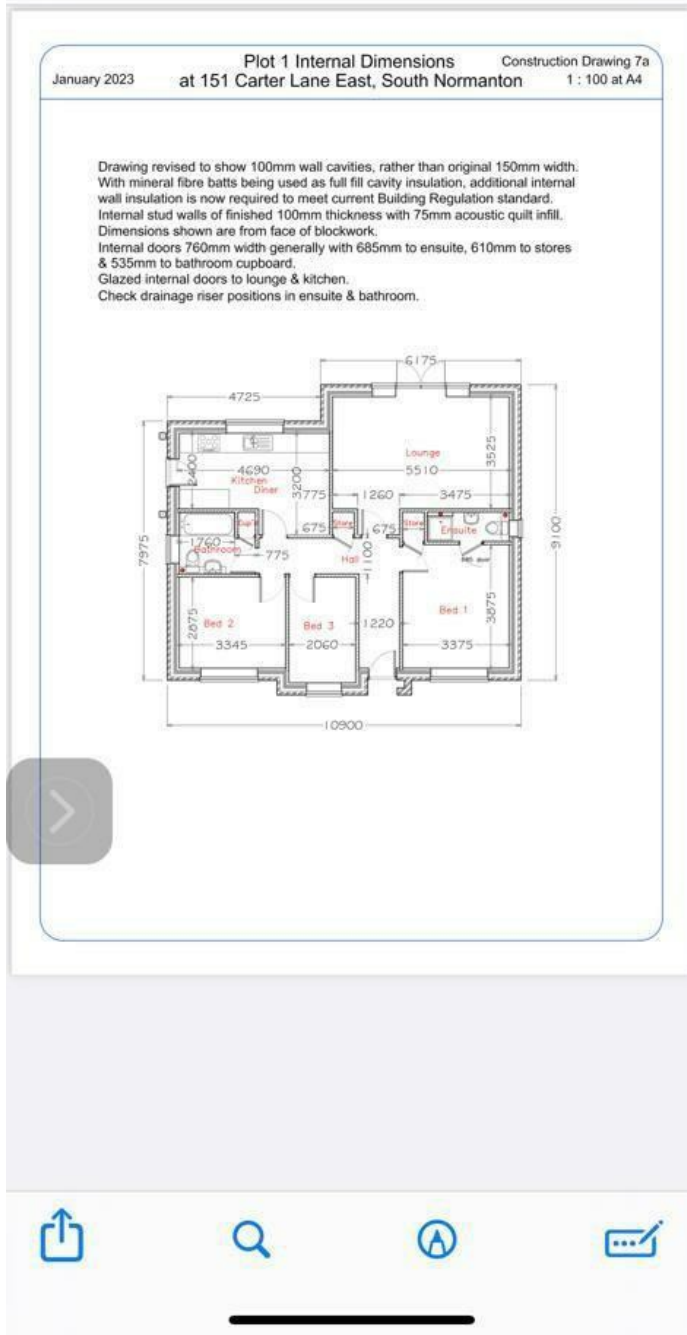 January 2023
Plot 1 Internal Dimensions
at 151 Carter Lane East, South Normanton
Construction Drawing 7a
1 : 100 at A4
Drawing revised to show 100mm wall cavities, rather than original 150mm width.
With mineral fibre batts being used as full fill cavity insulation, additional internal
wall insulation is now required to meet current Building Regulation standard.
Internal stud walls of finished 100mm thickness with 75mm acoustic quilt infill.
Dimensions shown are from face of blockwork.
Internal doors 760mm width generally with 685mm to ensuite, 610mm to stores
& 535mm to bathroom cupboard.
Glazed internal doors to lounge & kitchen.
Check drainage riser positions in ensuite & bathroom.
6175
4725
Lounge
5510
3525
2400
4690
Kitchen
Diner
3200
1775
1260
3475
675
Store
675
Store
Ensuite
1760
Bathroom
775
Hall
1100
7975
9100
2875
Bed 2
3345
Bed 3
2060
1220
Bed 1
3375
3875
10900